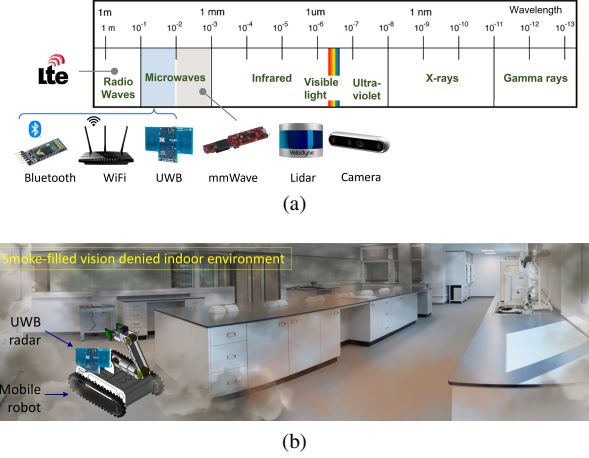 1m 1 mm 1um 1 nm Wavelength
1 m 10⁻¹ 10⁻² 10⁻³ 10⁻⁴ 10⁻⁵ 10⁻⁶ 10⁻⁷ 10⁻⁸ 10⁻⁹ 10⁻¹⁰ 10⁻¹¹ 10⁻¹² 10⁻¹³
Lte
Radio
Waves
Microwaves
Infrared
Visible
light
Ultra-
violet
X-rays
Gamma rays
Bluetooth WiFi UWB mmWave Lidar Camera
Velodyne
(a)
Smoke-filled vision denied indoor environment
UWB
radar
Mobile
robot
(b)